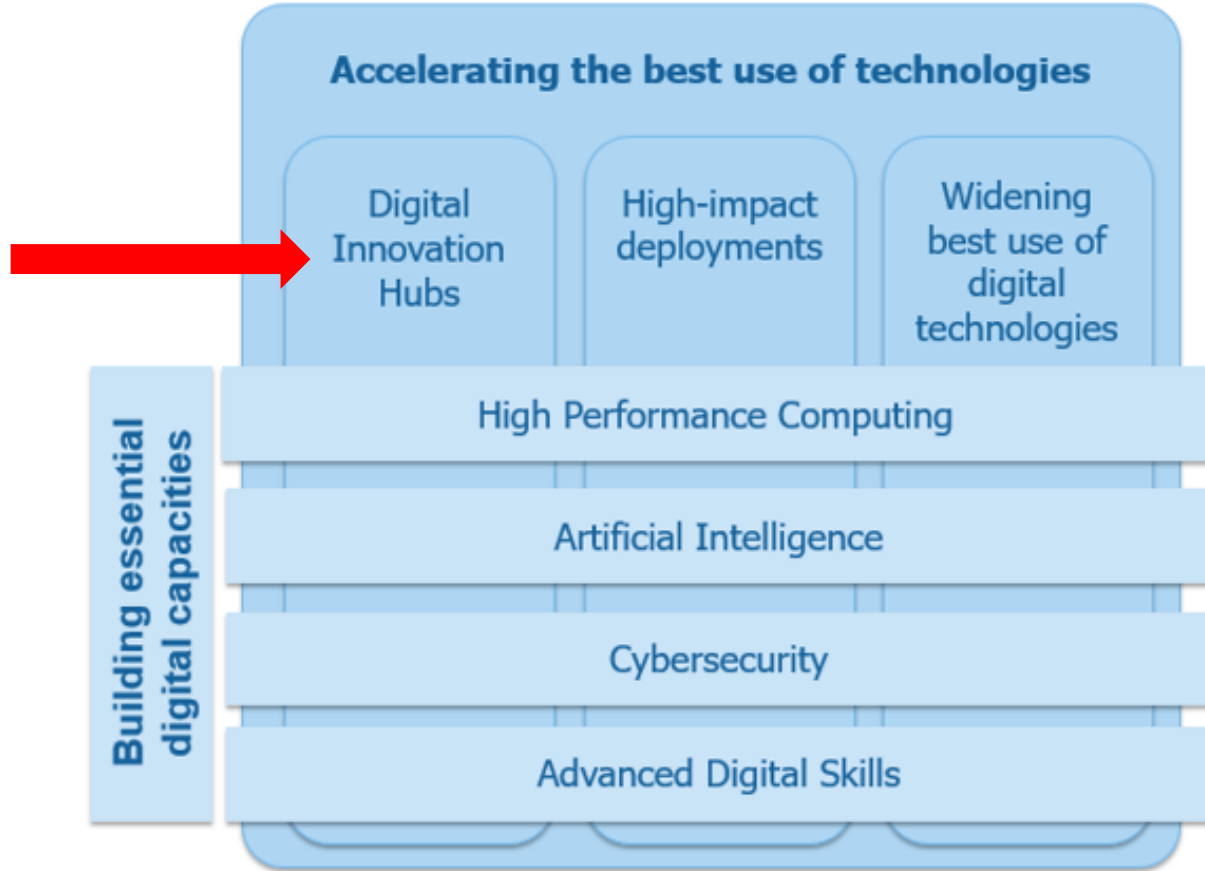 Accelerating the best use of technologies
Digital
Innovation
Hubs
High-impact
deployments
Widening
best use of
digital
technologies
Building essential
digital capacities
High Performance Computing
Artificial Intelligence
Cybersecurity
Advanced Digital Skills